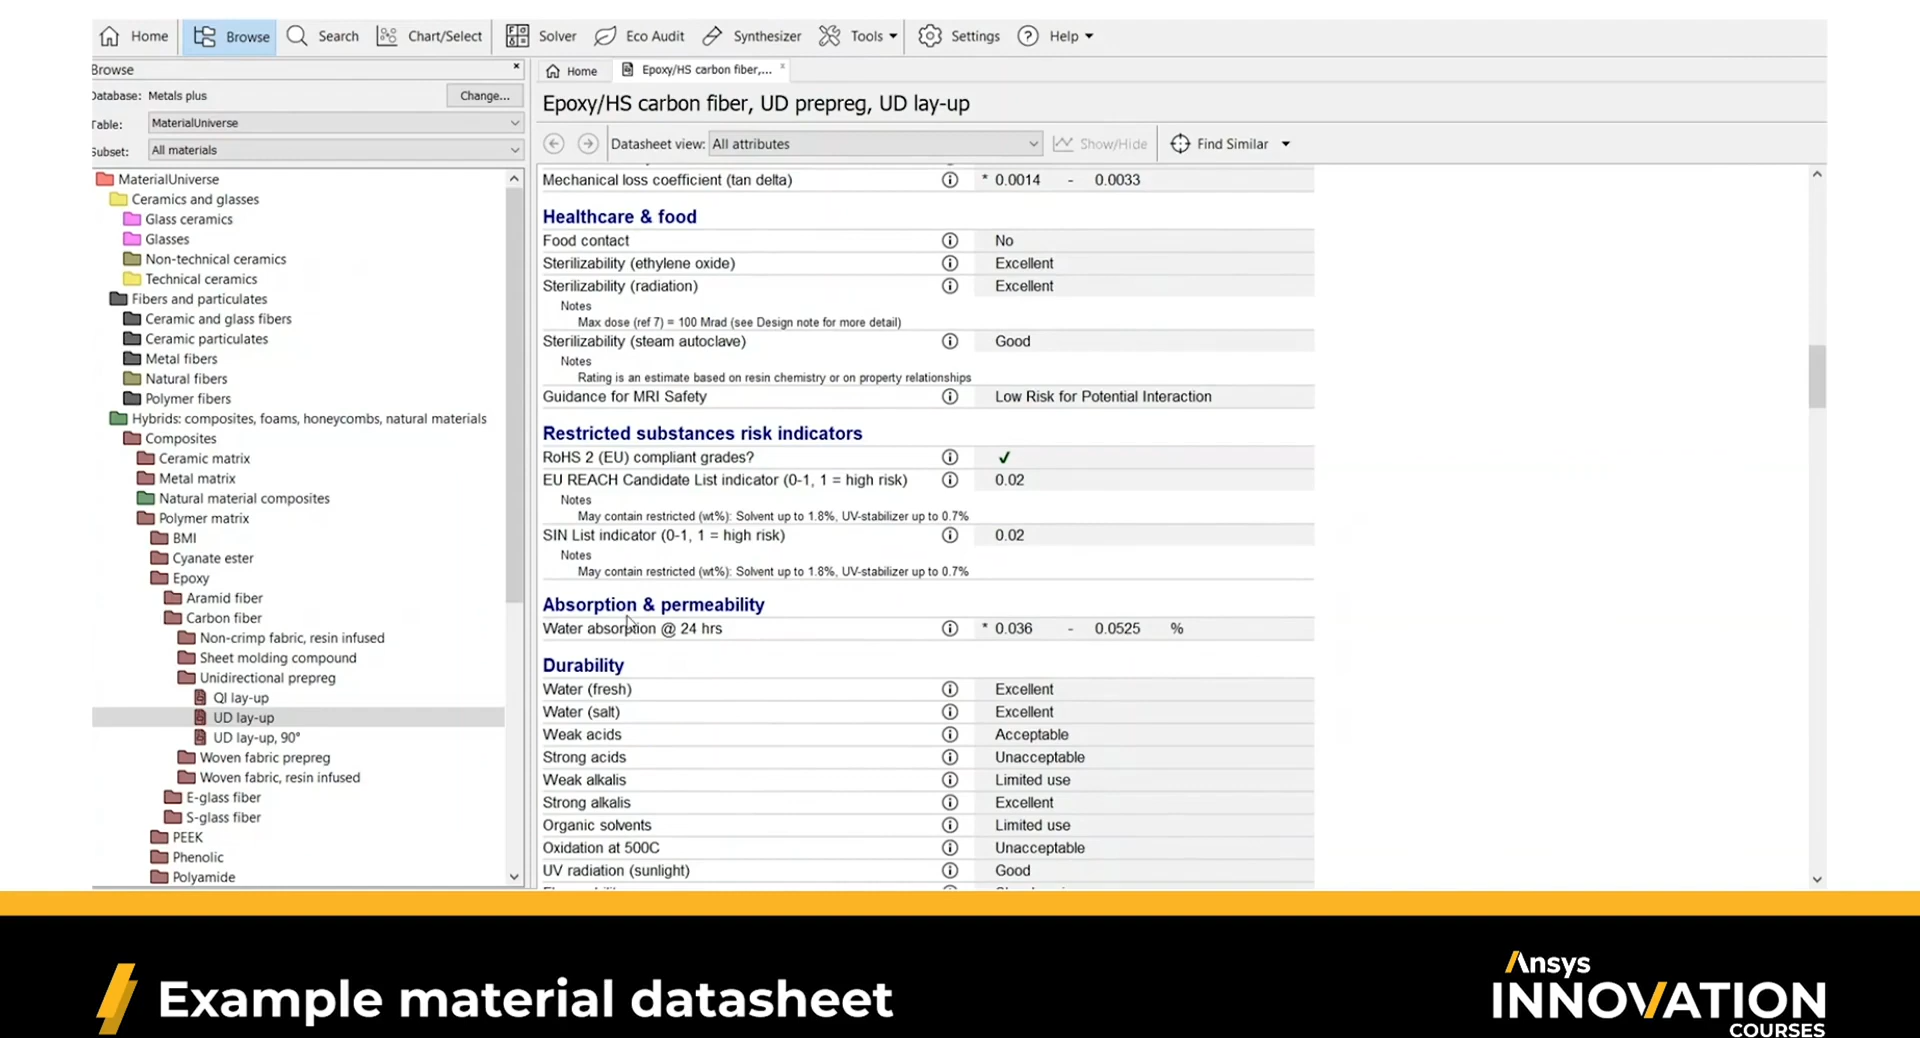 Home Browse Search Chart/Select Solver Eco Audit Synthesizer Tools Settings Help
Browse
Database: Metals plus Change...
Table: MaterialUniverse
Subset: All materials
MaterialUniverse
Ceramics and glasses
Glass ceramics
Glasses
Non-technical ceramics
Technical ceramics
Fibers and particulates
Ceramic and glass fibers
Ceramic particulates
Metal fibers
Natural fibers
Polymer fibers
Hybrids: composites, foams, honeycombs, natural materials
Composites
Ceramic matrix
Metal matrix
Natural material composites
Polymer matrix
BMI
Cyanate ester
Epoxy
Aramid fiber
Carbon fiber
Non-crimp fabric, resin infused
Sheet molding compound
Unidirectional prepreg
QI lay-up
UD lay-up
UD lay-up, 90°
Woven fabric prepreg
Woven fabric, resin infused
E-glass fiber
S-glass fiber
PEEK
Phenolic
Polyamide
Home Epoxy/HS carbon fiber,...
Epoxy/HS carbon fiber, UD prepreg, UD lay-up
Datasheet view: All attributes Show/Hide Find Similar
Mechanical loss coefficient (tan delta) * 0.0014 - 0.0033
Healthcare & food
Food contact No
Sterilizability (ethylene oxide) Excellent
Sterilizability (radiation) Excellent
Notes
Max dose (ref 7) = 100 Mrad (see Design note for more detail)
Sterilizability (steam autoclave) Good
Notes
Rating is an estimate based on resin chemistry or on property relationships
Guidance for MRI Safety Low Risk for Potential Interaction
Restricted substances risk indicators
RoHS 2 (EU) compliant grades? ✓
EU REACH Candidate List indicator (0-1, 1 = high risk) 0.02
Notes
May contain restricted (wt%): Solvent up to 1.8%, UV-stabilizer up to 0.7%
SIN List indicator (0-1, 1 = high risk) 0.02
Notes
May contain restricted (wt%): Solvent up to 1.8%, UV-stabilizer up to 0.7%
Absorption & permeability
Water absorption @ 24 hrs * 0.036 - 0.0525 %
Durability
Water (fresh) Excellent
Water (salt) Excellent
Weak acids Acceptable
Strong acids Unacceptable
Weak alkalis Limited use
Strong alkalis Excellent
Organic solvents Limited use
Oxidation at 500C Unacceptable
UV radiation (sunlight) Good
Example material datasheet
Ansys
INNOVATION
COURSES